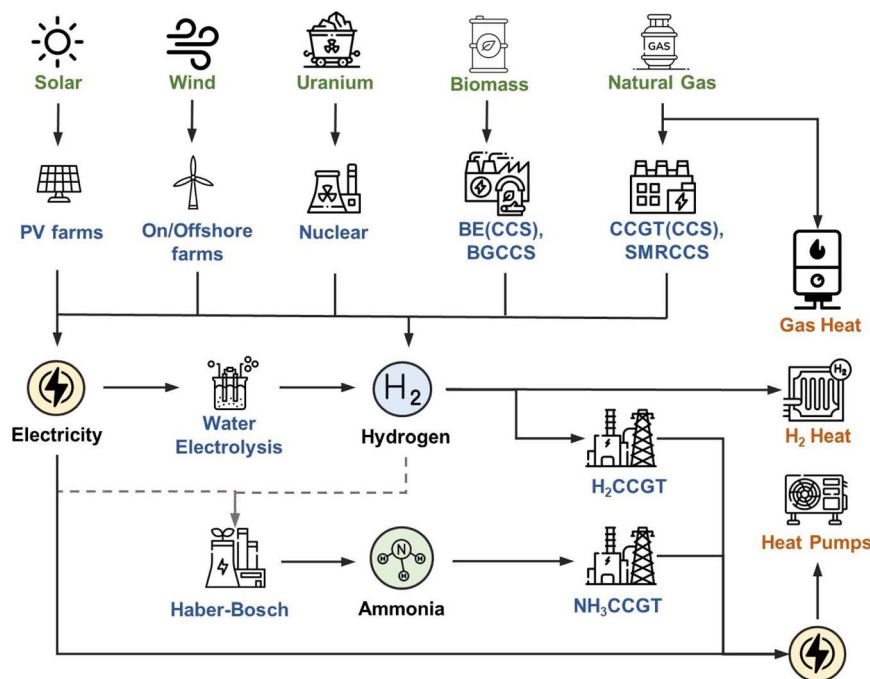 GAS
Solar
Wind
Uranium
Biomass
Natural Gas
PV farms
On/Offshore
farms
Nuclear
BE(CCS),
BGCCS
CCGT(CCS),
SMRCCS
Gas Heat
H₂
H₂
Electricity
Water
Electrolysis
Hydrogen
H₂ Heat
H₂CCGT
Heat Pumps
N
H
H
H
Haber-Bosch
Ammonia
NH₃CCGT